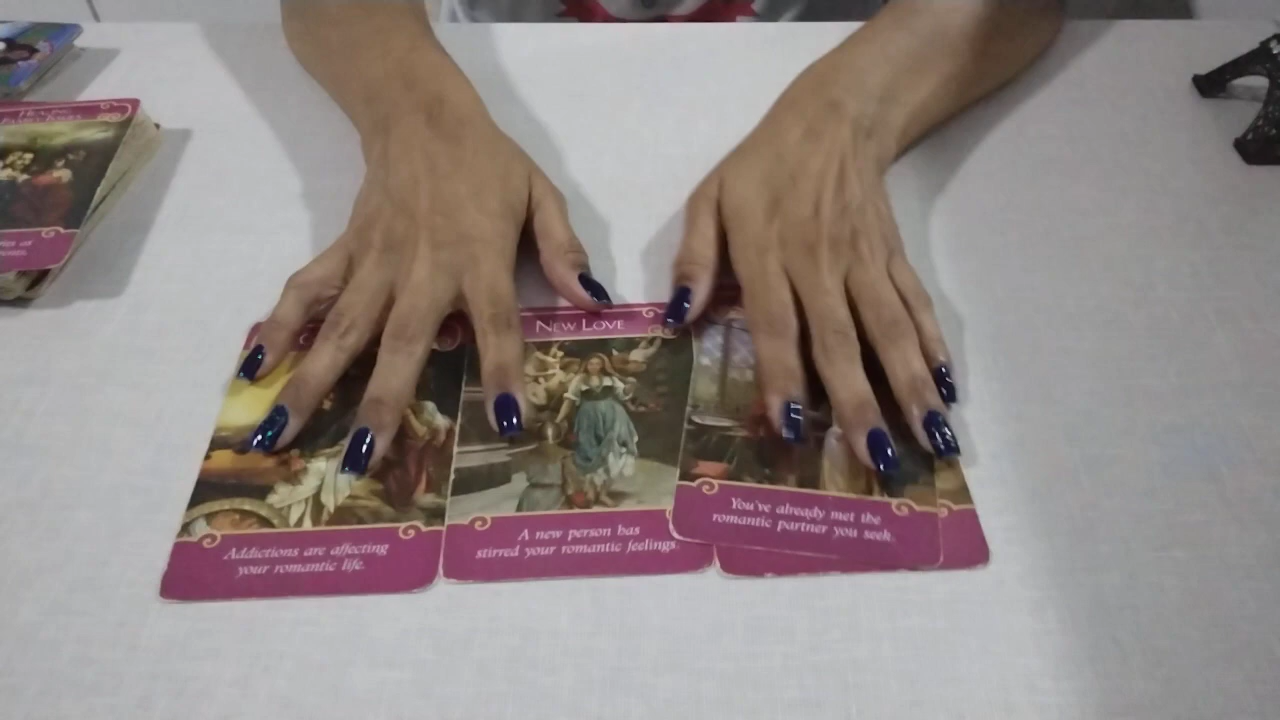 NEW LOVE
Addictions are affecting
your romantic life.
A new person has
stirred your romantic feelings.
You've already met the
romantic partner you seek.